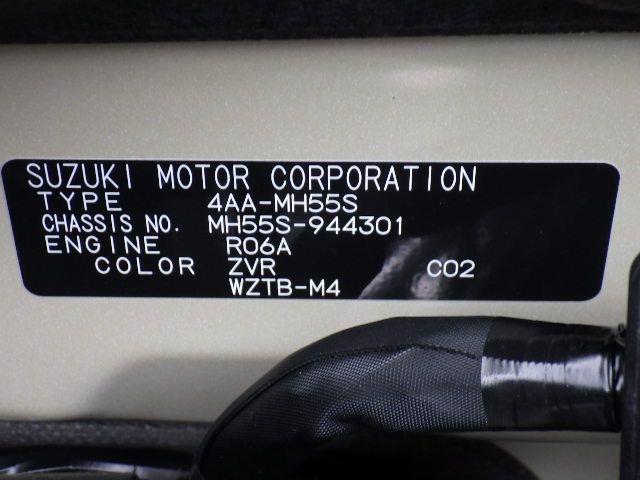 SUZUKI MOTOR CORPORATION
TYPE 4AA-MH55S
CHASSIS NO. MH55S-944301
ENGINE R06A
COLOR ZVR C02
WZTB-M4